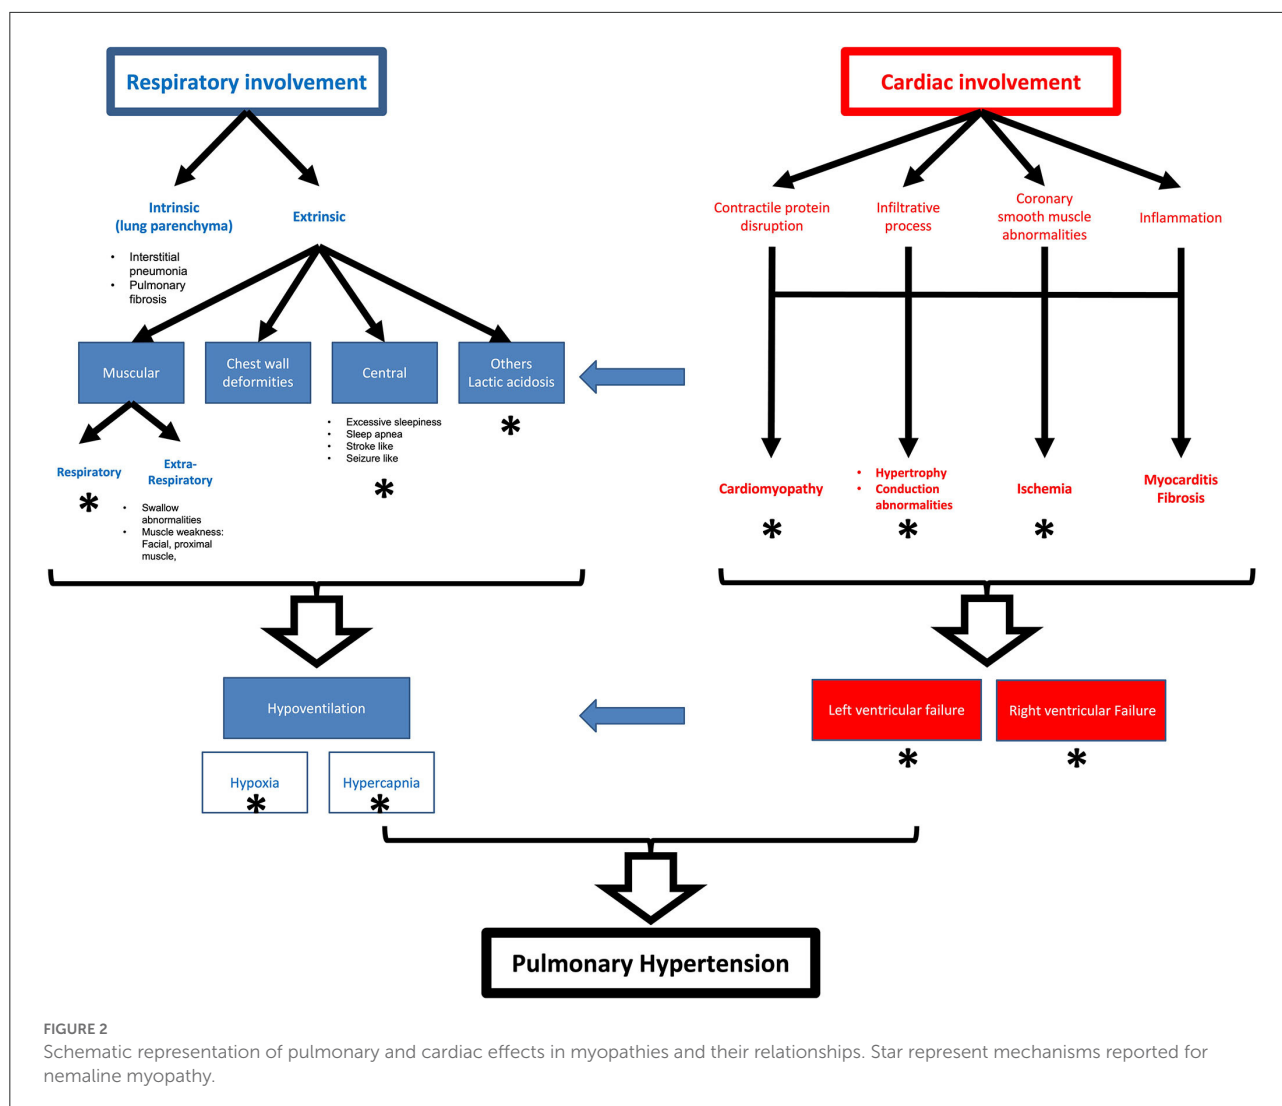 Respiratory involvement
Cardiac involvement
Intrinsic
(lung parenchyma)
Extrinsic
• Interstitial
pneumonia
• Pulmonary
fibrosis
Contractile protein
disruption
Infiltrative
process
Coronary
smooth muscle
abnormalities
Inflammation
Muscular
Chest wall
deformities
Central
Others
Lactic acidosis
*
• Excessive sleepiness
• Sleep apnea
• Stroke like
• Seizure like
*
Respiratory
*
Extra-
Respiratory
• Swallow
abnormalities
• Muscle weakness:
Facial, proximal
muscle,
Cardiomyopathy
*
• Hypertrophy
• Conduction
abnormalities
*
Ischemia
*
Myocarditis
Fibrosis
Hypoventilation
Hypoxia
*
Hypercapnia
*
Left ventricular failure
*
Right ventricular Failure
*
Pulmonary Hypertension
FIGURE 2
Schematic representation of pulmonary and cardiac effects in myopathies and their relationships. Star represent mechanisms reported for
nemaline myopathy.